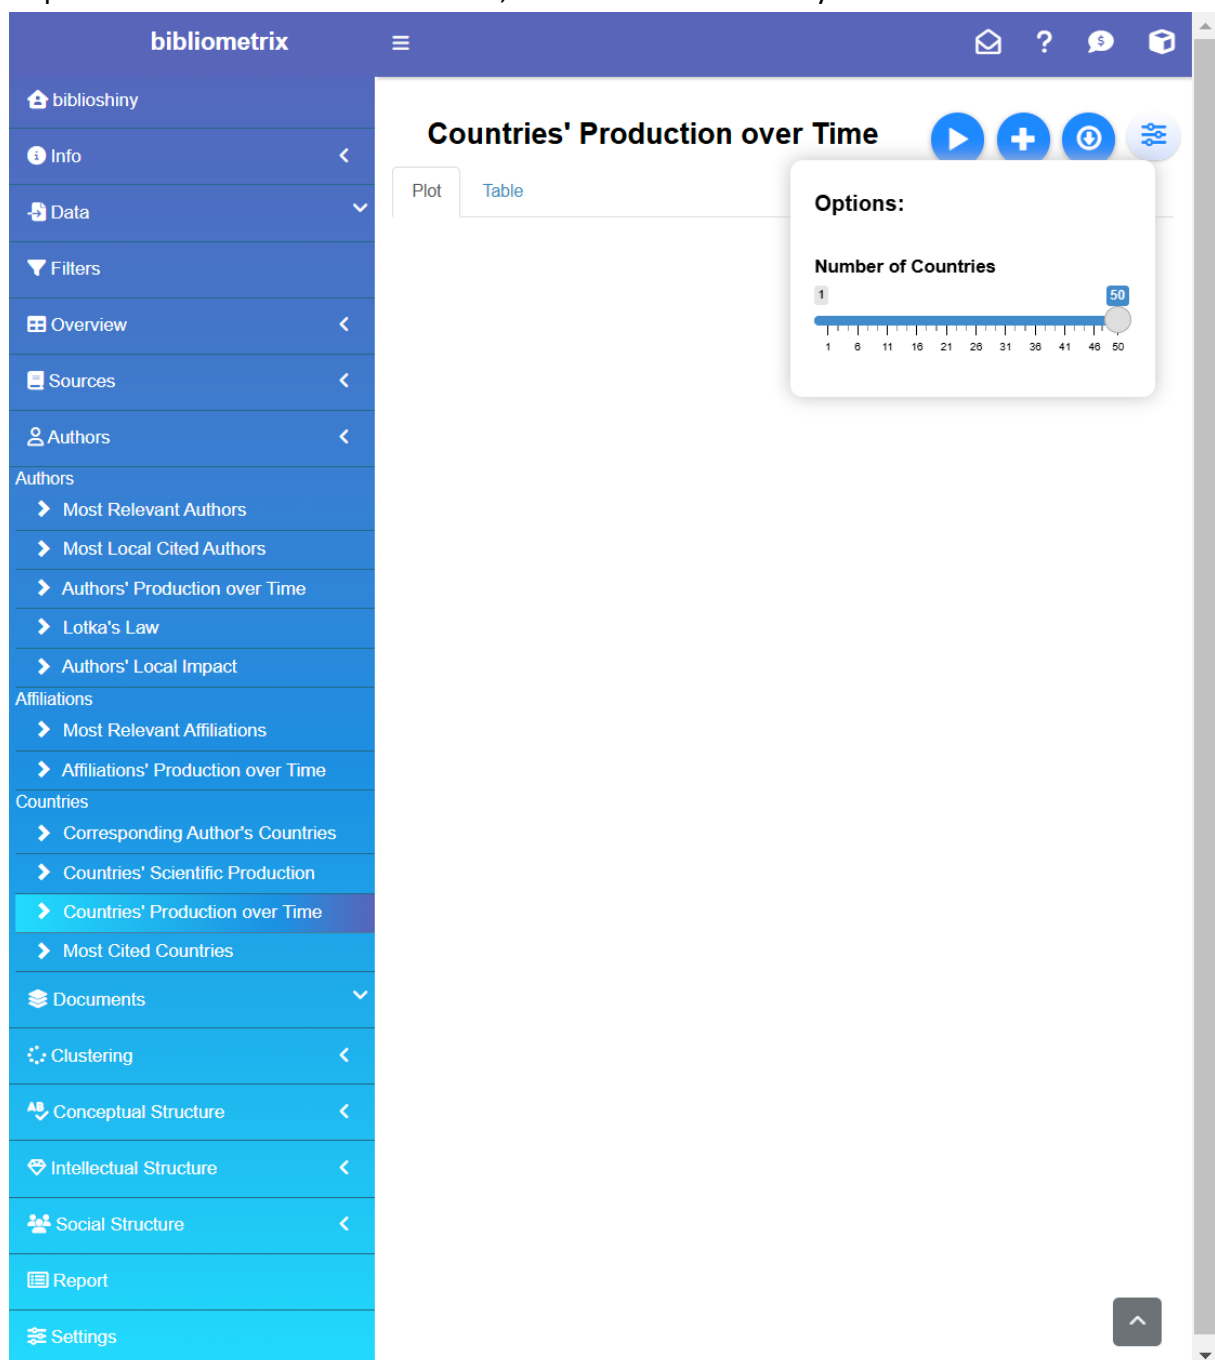 bibliometrix
biblioshiny
Info
Data
Filters
Overview
Sources
Authors
Authors
Most Relevant Authors
Most Local Cited Authors
Authors' Production over Time
Lotka's Law
Authors' Local Impact
Affiliations
Most Relevant Affiliations
Affiliations' Production over Time
Countries
Corresponding Author's Countries
Countries' Scientific Production
Countries' Production over Time
Most Cited Countries
Documents
Clustering
Conceptual Structure
Intellectual Structure
Social Structure
Report
Settings
Countries' Production over Time
Plot Table
Options:
Number of Countries
1 50
1 6 11 16 21 26 31 36 41 46 50